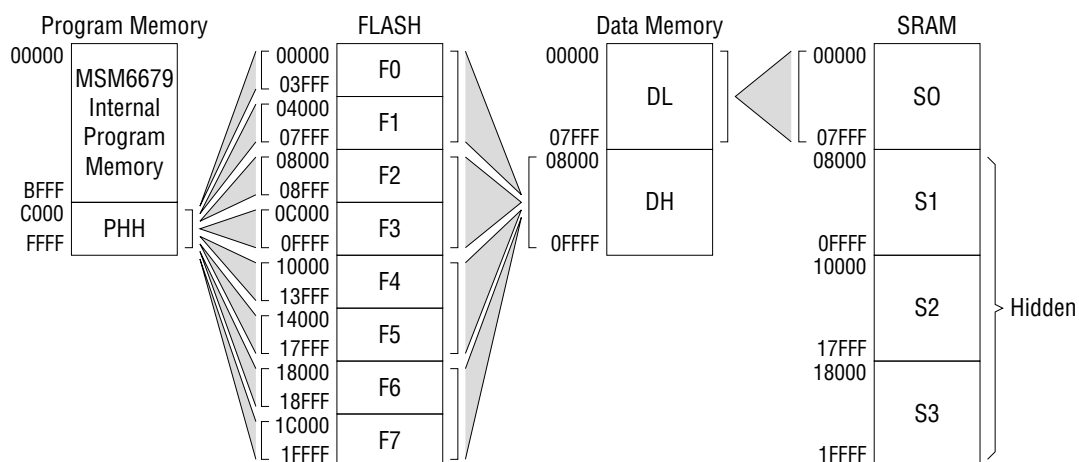 Program Memory
00000
MSM6679
Internal
Program
Memory
BFFF
C000
PHH
FFFF
FLASH
00000
F0
03FFF
04000
F1
07FFF
08000
F2
08FFF
0C000
F3
0FFFF
10000
F4
13FFF
14000
F5
17FFF
18000
F6
18FFF
1C000
F7
1FFFF
Data Memory
00000
DL
07FFF
08000
DH
0FFFF
SRAM
00000
S0
07FFF
08000
S1
0FFFF
10000
S2
17FFF
18000
S3
1FFFF
Hidden